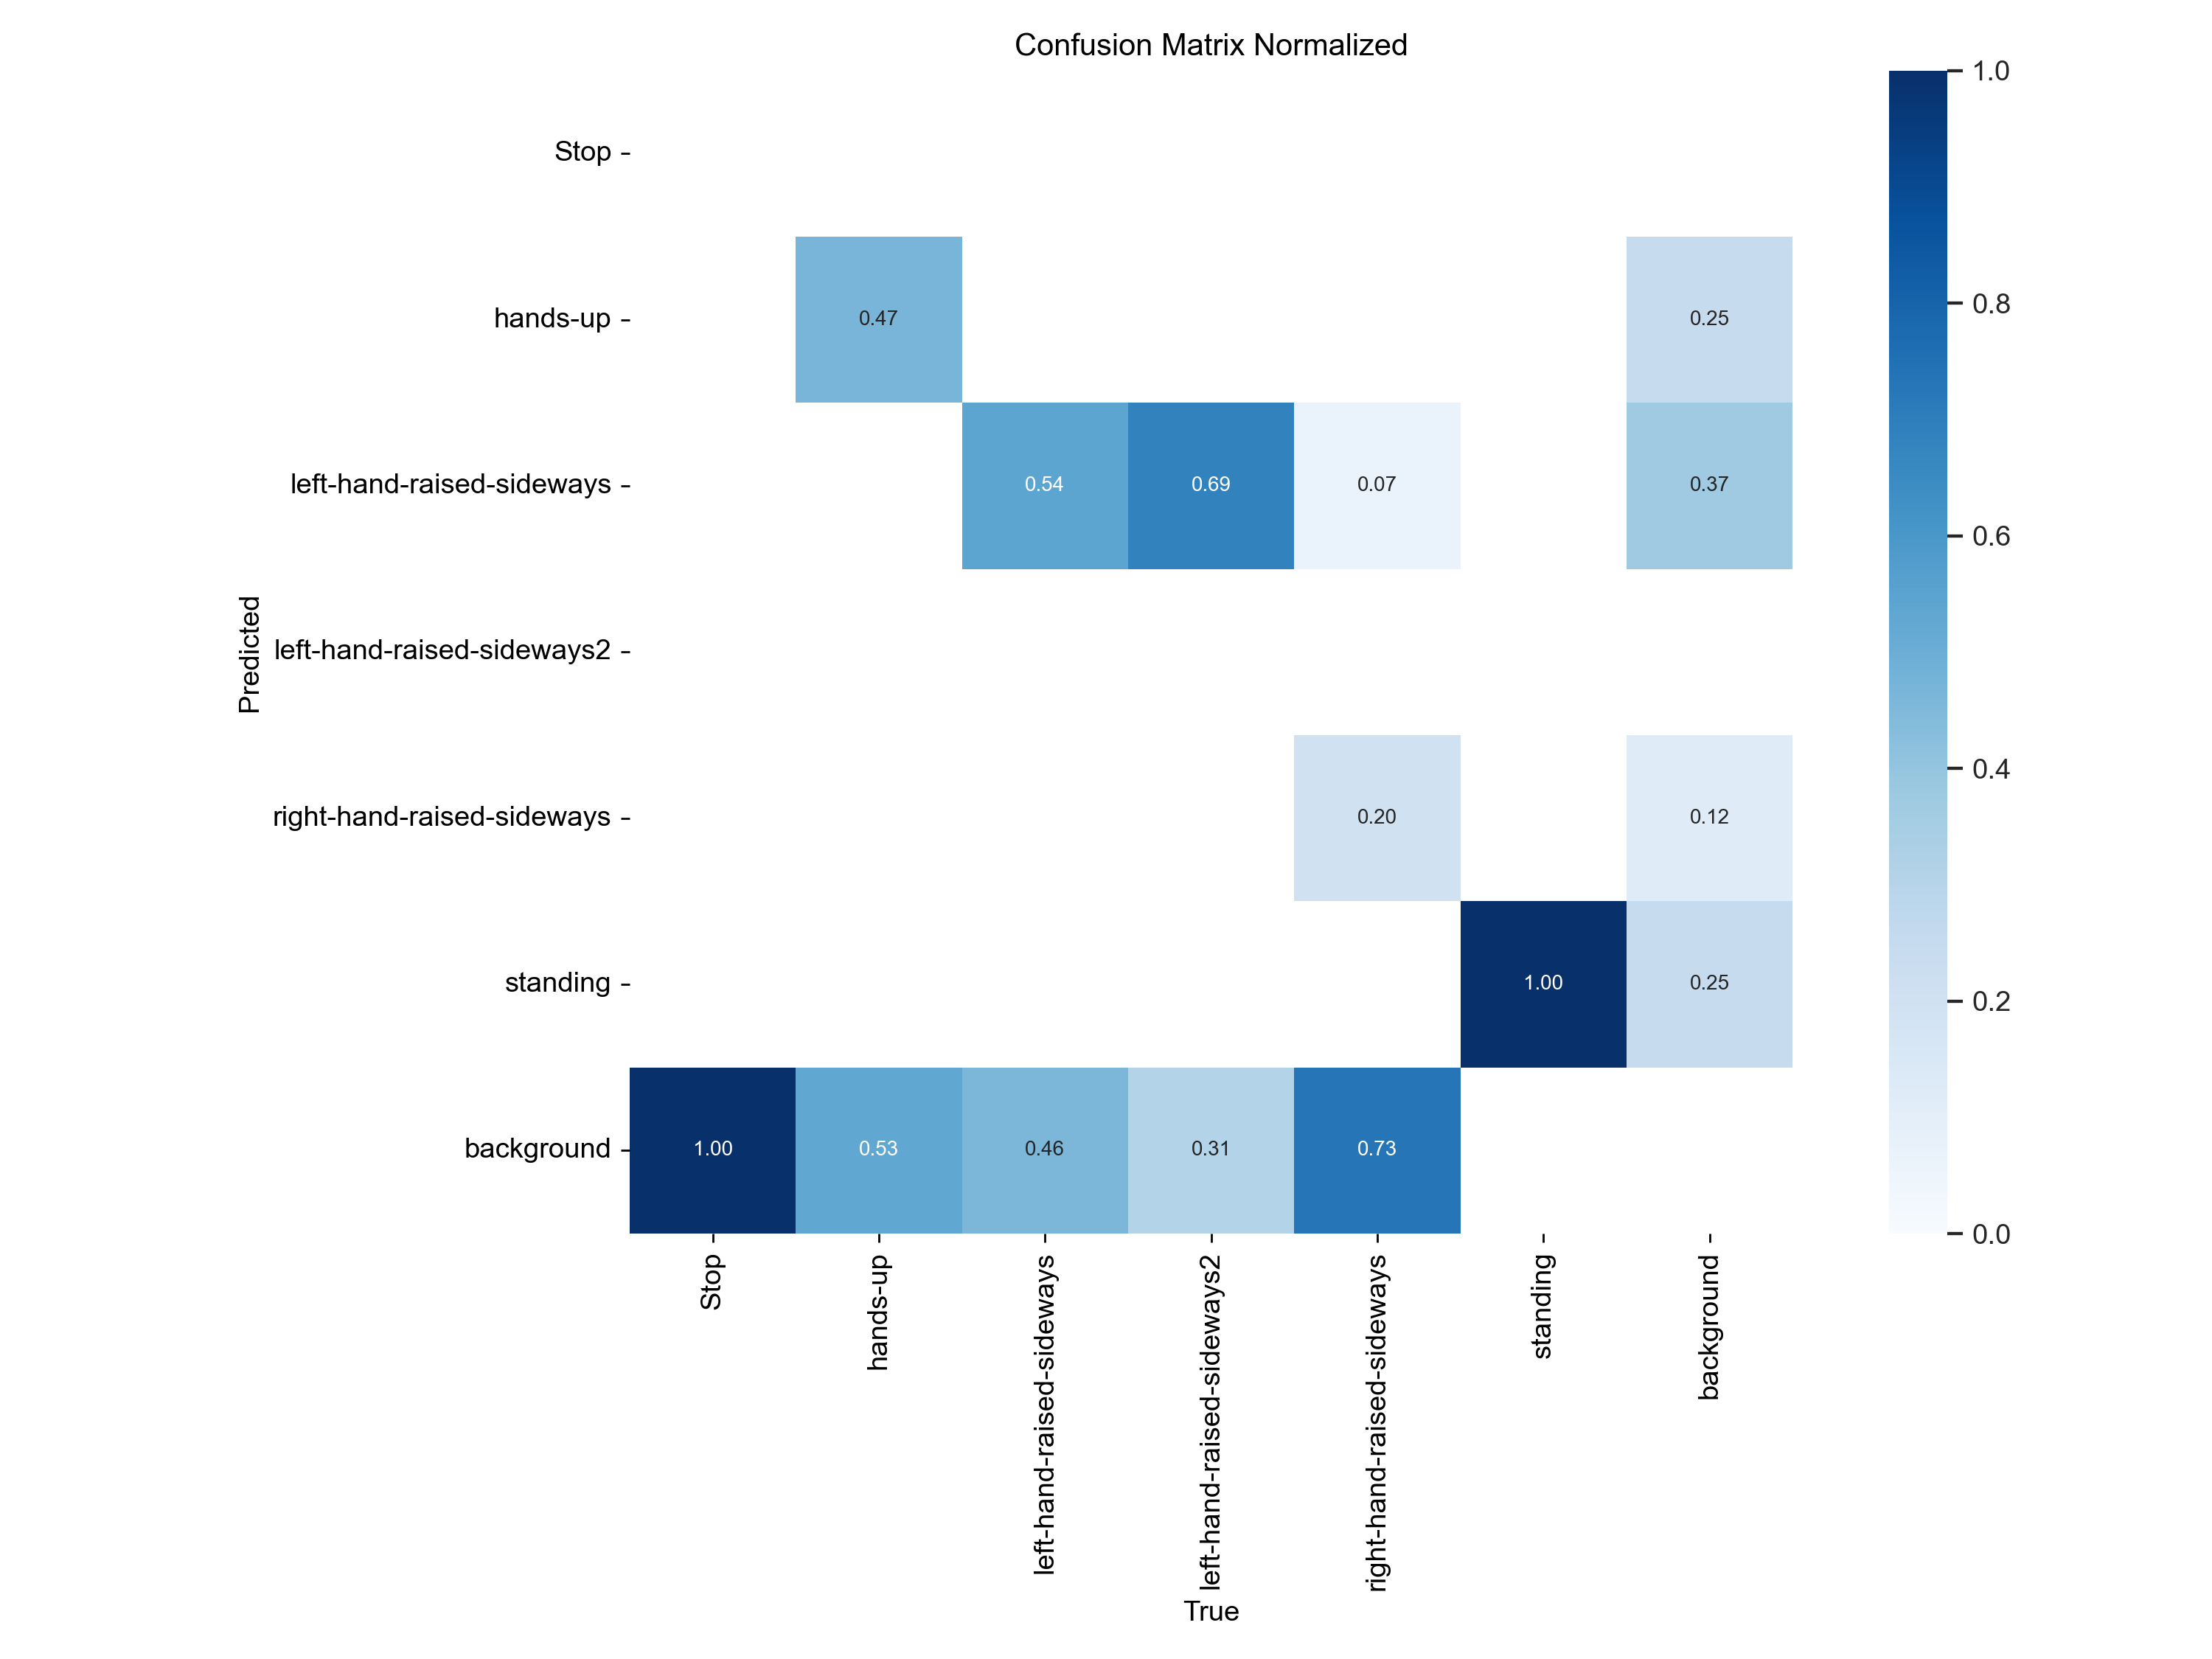 Confusion Matrix Normalized
Predicted
Stop
hands-up
0.47
0.25
left-hand-raised-sideways
0.54
0.69
0.07
0.37
left-hand-raised-sideways2
right-hand-raised-sideways
0.20
0.12
standing
1.00
0.25
background
1.00
0.53
0.46
0.31
0.73
Stop
hands-up
left-hand-raised-sideways
left-hand-raised-sideways2
right-hand-raised-sideways
standing
background
True
1.0
0.8
0.6
0.4
0.2
0.0